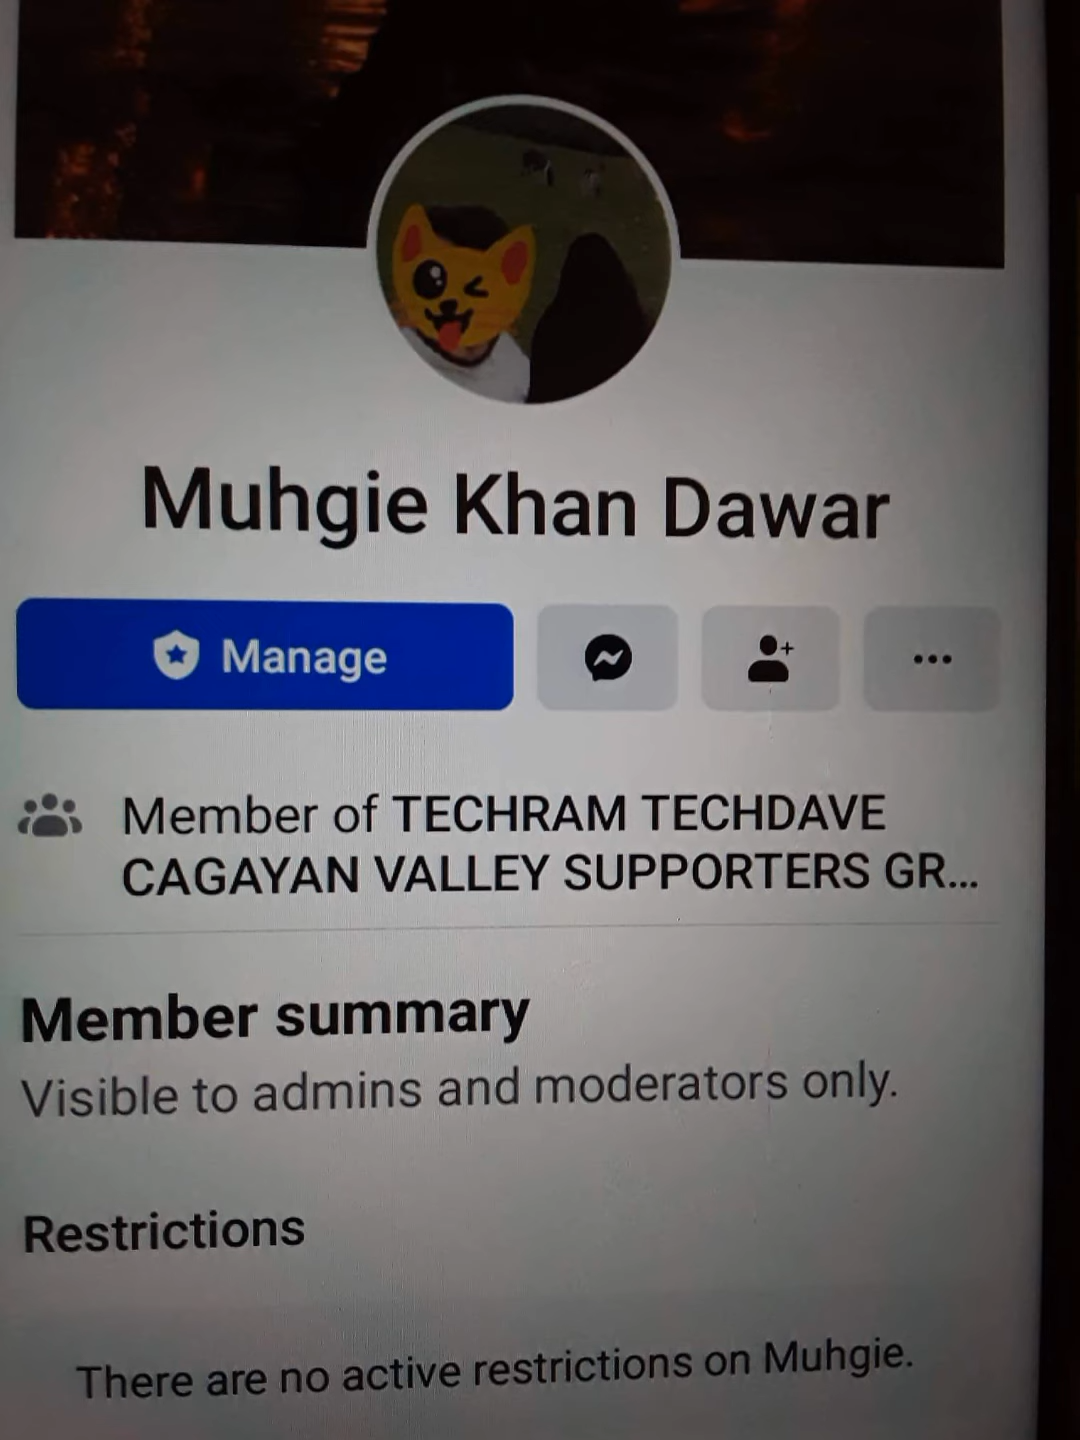 Muhgie Khan Dawar
Manage
Member of TECHRAM TECHDAVE
CAGAYAN VALLEY SUPPORTERS GR...
Member summary
Visible to admins and moderators only.
Restrictions
There are no active restrictions on Muhgie.